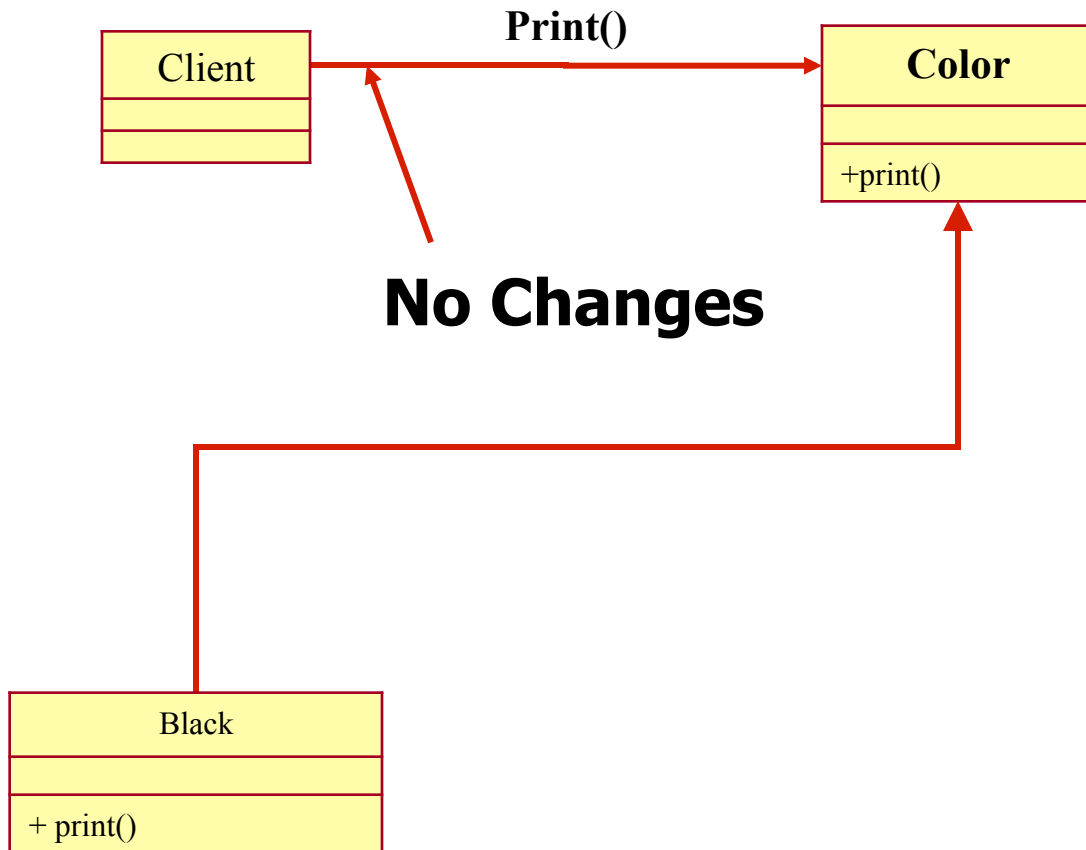 Print()
Client
Color
+print()
No Changes
Black
+ print()